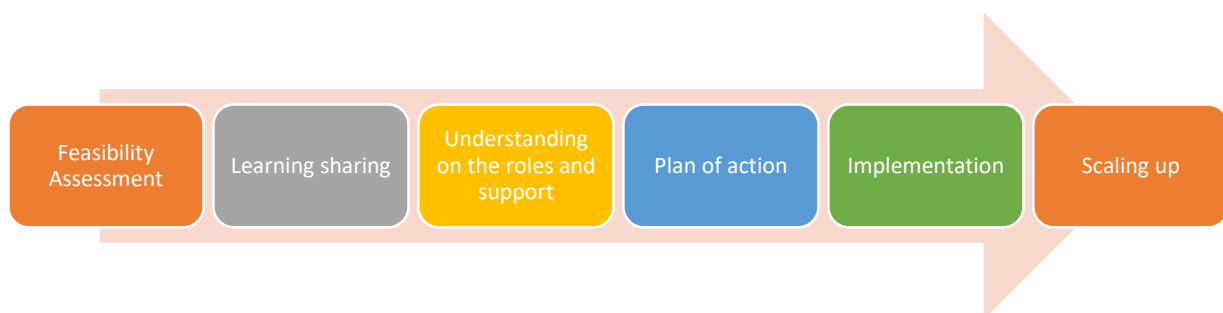 Feasibility
Assessment
Learning sharing
Understanding
on the roles and
support
Plan of action
Implementation
Scaling up